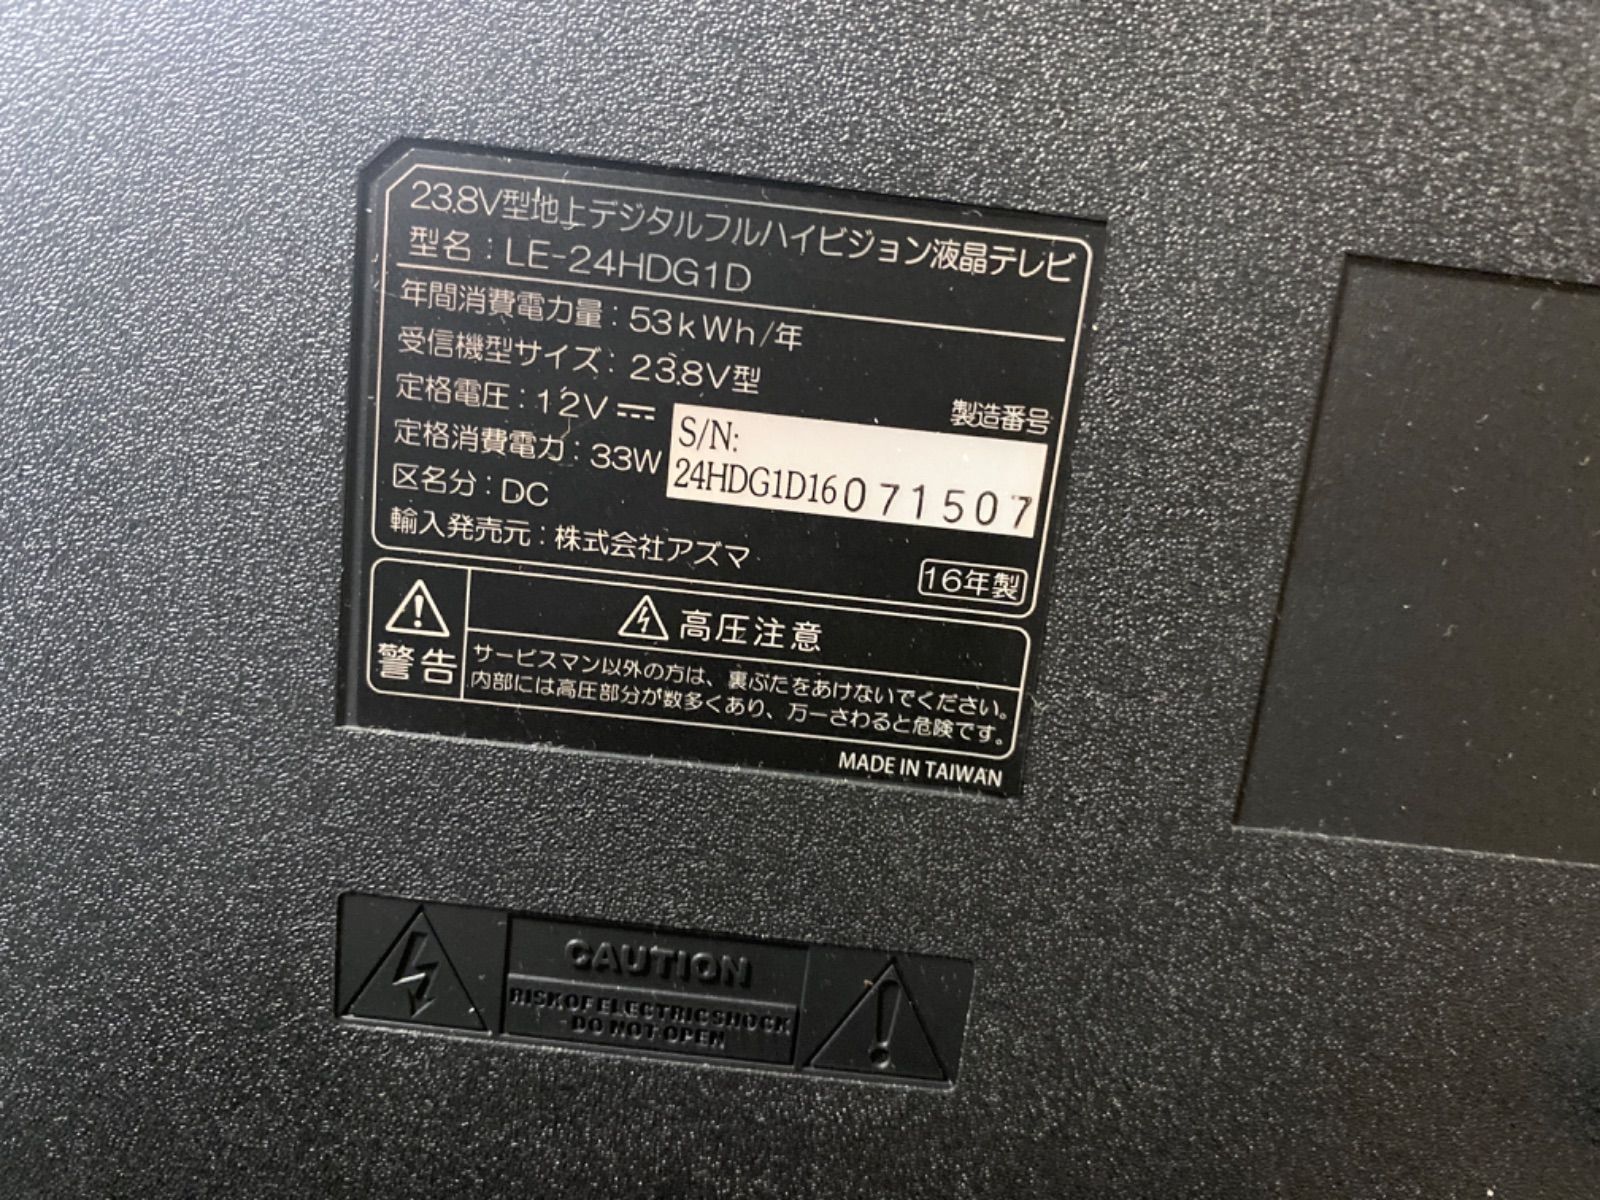 23.8V型地上デジタルフルハイビジョン液晶テレビ
型名：LE-24HDG1D
年間消費電力量：53kWh/年
受信機型サイズ：23.8V型
定格電圧：12V⎓
定格消費電力：33W
区名分：DC
輸入発売元：株式会社アズマ
製造番号
S/N:
24HDG1D16071507
16年製
警告
高圧注意
サービスマン以外の方は、裏ぶたをあけないでください。
内部には高圧部分が数多くあり、万一さわると危険です。
MADE IN TAIWAN
CAUTION
RISK OF ELECTRIC SHOCK
DO NOT OPEN